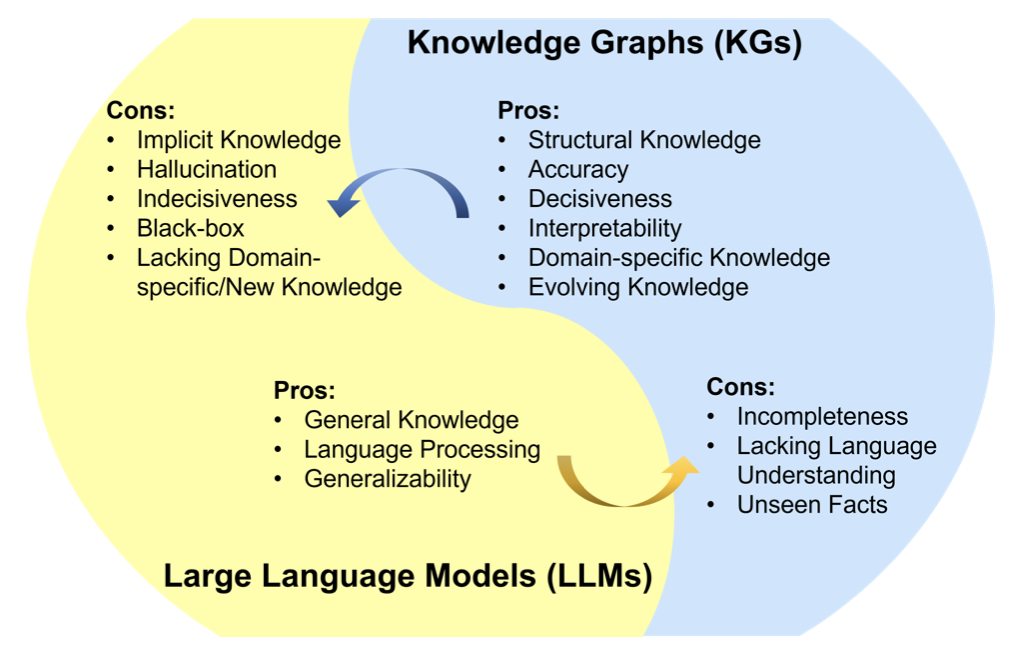 Knowledge Graphs (KGs)
Cons:
• Implicit Knowledge
• Hallucination
• Indecisiveness
• Black-box
• Lacking Domain-
specific/New Knowledge
Pros:
• Structural Knowledge
• Accuracy
• Decisiveness
• Interpretability
• Domain-specific Knowledge
• Evolving Knowledge
Pros:
• General Knowledge
• Language Processing
• Generalizability
Cons:
• Incompleteness
• Lacking Language
Understanding
• Unseen Facts
Large Language Models (LLMs)